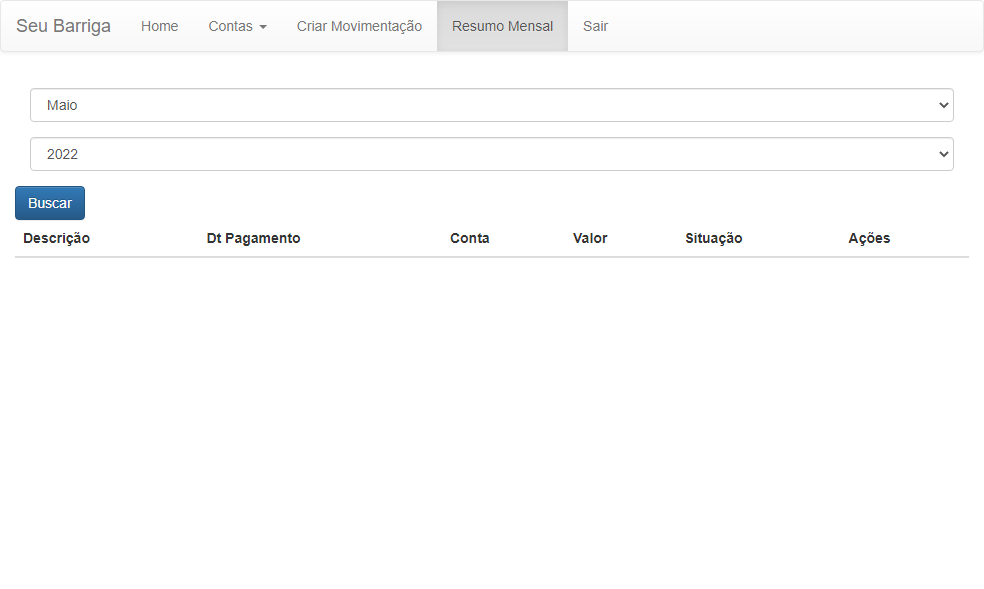 Seu Barriga Home Contas Criar Movimentação Resumo Mensal Sair
Maio
2022
Buscar
Descrição Dt Pagamento Conta Valor Situação Ações